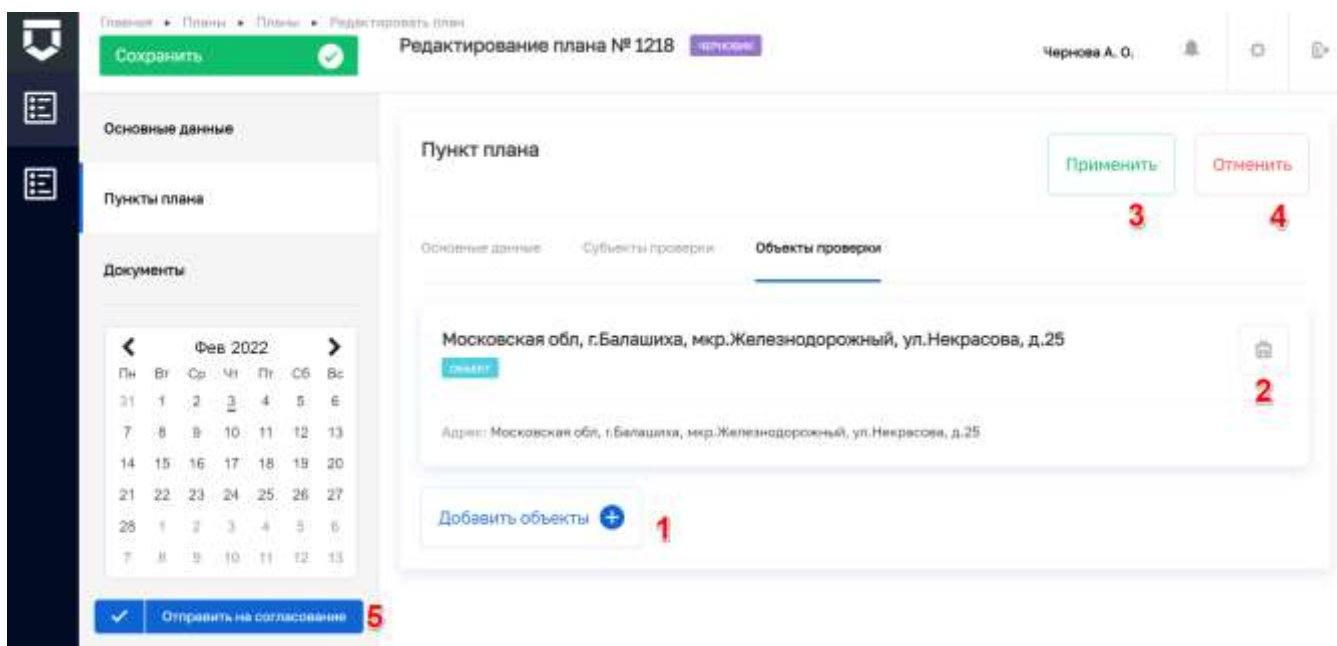 Главная • Планы • Планы • Редактировать план
Сохранить
Редактирование плана № 1218 ЧЕРНОВИК
Чернова А. О.
Основные данные
Пункты плана
Документы
Пункт плана
Применить
Отменить
3
4
Основные данные Субъекты проверки Объекты проверки
Московская обл, г.Балашиха, мкр.Железнодорожный, ул.Некрасова, д.25
ОБЪЕКТ
2
Адрес: Московская обл, г.Балашиха, мкр.Железнодорожный, ул.Некрасова, д.25
Добавить объекты
1
Фев 2022
Пн Вт Ср Чт Пт Сб Вс
31 1 2 3 4 5 6
7 8 9 10 11 12 13
14 15 16 17 18 19 20
21 22 23 24 25 26 27
28 1 2 3 4 5 6
7 8 9 10 11 12 13
Отправить на согласование
5